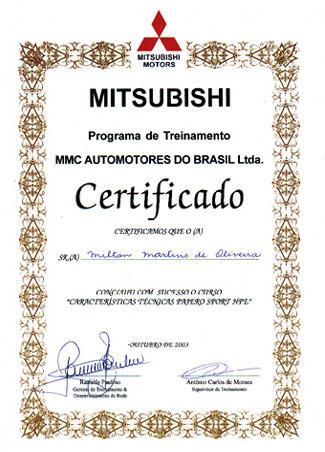 MITSUBISHI
MOTORS
MITSUBISHI
Programa de Treinamento
MMC AUTOMOTORES DO BRASIL Ltda.
Certificado
CERTIFICAMOS QUE O (A)
SR.(A) Milton Martins de Oliveira
CONCLUIU COM SUCESSO O CURSO
"CARACTERÍSTICAS TÉCNICAS PAJERO SPORT HPE"
OUTUBRO DE 2003
Paulino
Antônio Carlos de Moraes
Gerente de Treinamento &
Supervisor de Treinamento
Desenvolvimento de Rede